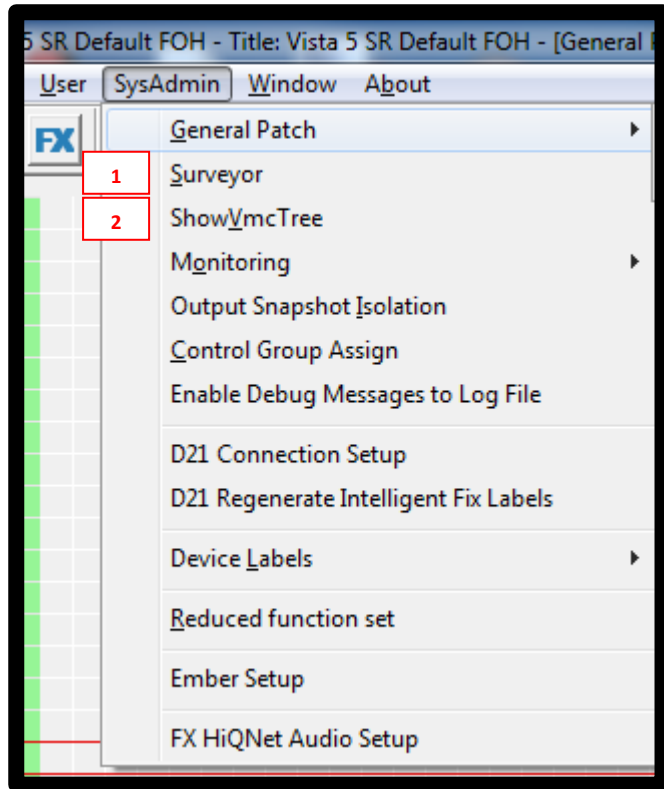 5 SR Default FOH - Title: Vista 5 SR Default FOH - [General
User SysAdmin Window About
FX
General Patch
1 Surveyor
2 ShowVmcTree
Monitoring
Output Snapshot Isolation
Control Group Assign
Enable Debug Messages to Log File
D21 Connection Setup
D21 Regenerate Intelligent Fix Labels
Device Labels
Reduced function set
Ember Setup
FX HiQNet Audio Setup